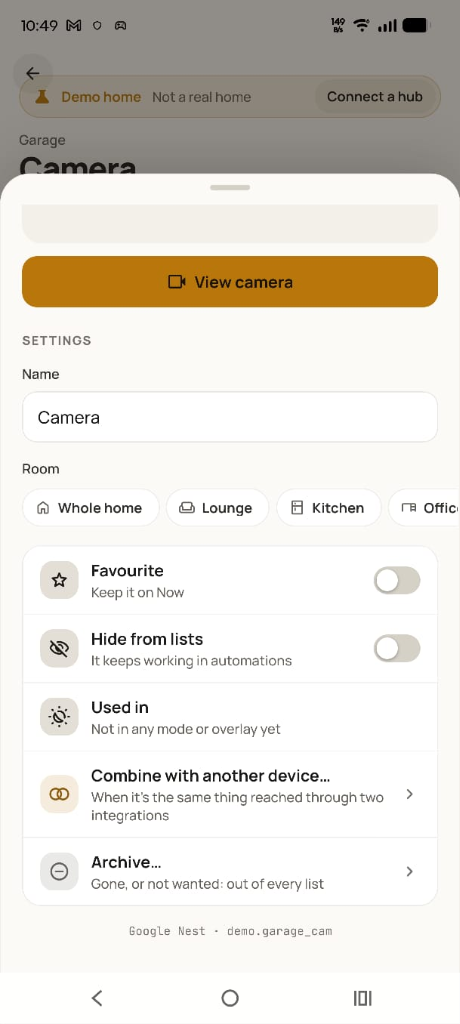 10:49
149 B/s
Demo home Not a real home Connect a hub
Garage
Camera
View camera
SETTINGS
Name
Camera
Room
Whole home Lounge Kitchen Offic
Favourite
Keep it on Now
Hide from lists
It keeps working in automations
Used in
Not in any mode or overlay yet
Combine with another device...
When it's the same thing reached through two
integrations
Archive...
Gone, or not wanted: out of every list
Google Nest · demo.garage_cam